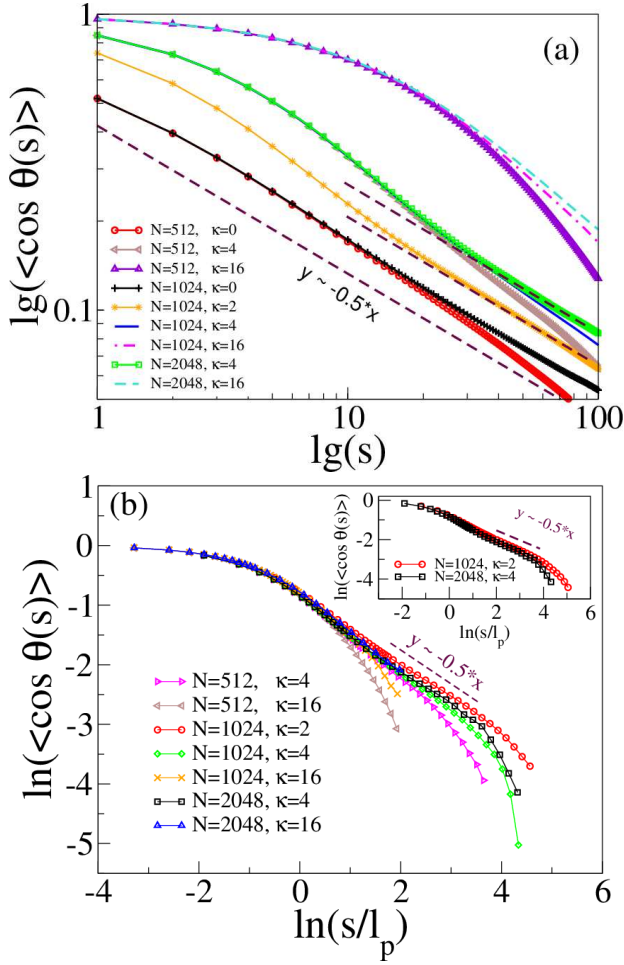 (a)
lg(<cos θ(s)>)
1
0.1
N=512, κ=0
N=512, κ=4
N=512, κ=16
N=1024, κ=0
N=1024, κ=2
N=1024, κ=4
N=1024, κ=16
N=2048, κ=4
N=2048, κ=16
y ~ -0.5*x
1
10
100
lg(s)
(b)
ln(<cos θ(s)>)
1
0
-1
-2
-3
-4
-5
N=512, κ=4
N=512, κ=16
N=1024, κ=2
N=1024, κ=4
N=1024, κ=16
N=2048, κ=4
N=2048, κ=16
y ~ -0.5*x
-4
-2
0
2
4
6
ln(s/lp)
ln(<cos θ(s)>)
0
-2
-4
y ~ -0.5*x
N=1024, κ=2
N=2048, κ=4
-2
0
2
4
6
ln(s/lp)